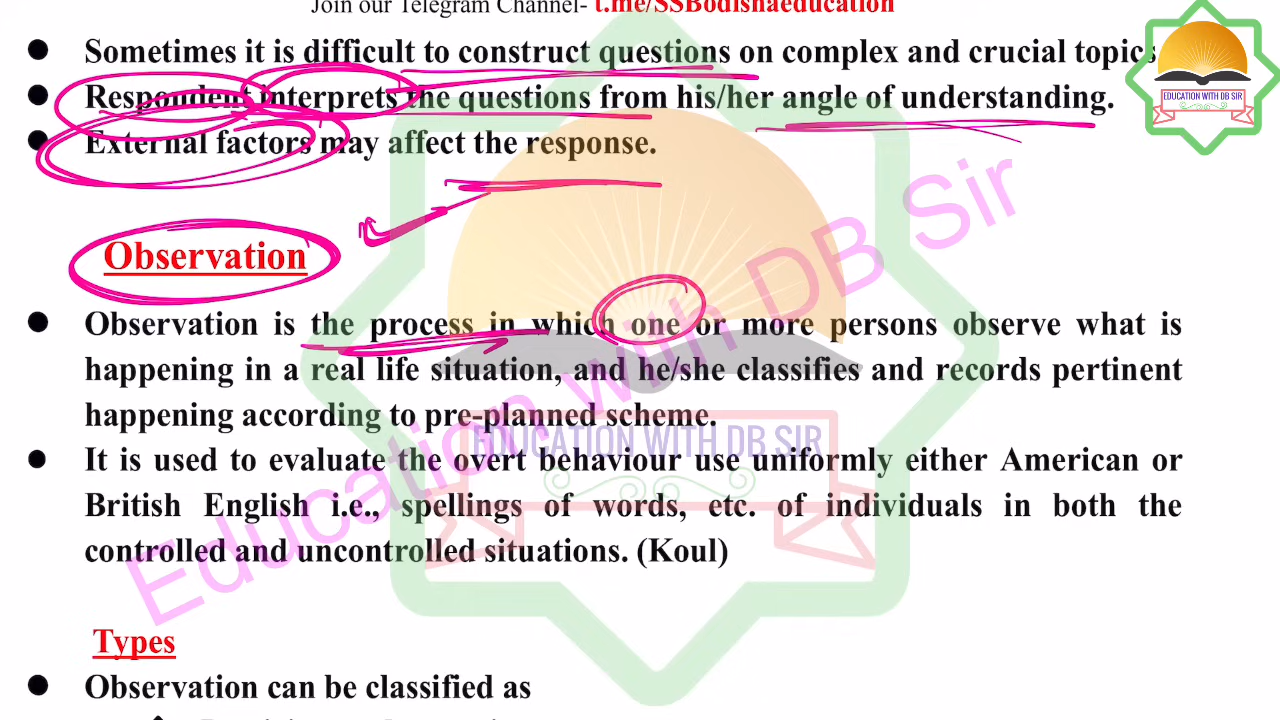 Join our Telegram Channel- t.me/SSBodishaeducation
● Sometimes it is difficult to construct questions on complex and crucial topics.
● Respondent interprets the questions from his/her angle of understanding.
● External factors may affect the response.
EDUCATION WITH DB SIR
Observation
● Observation is the process in which one or more persons observe what is
happening in a real life situation, and he/she classifies and records pertinent
happening according to pre-planned scheme.
● It is used to evaluate the overt behaviour use uniformly either American or
British English i.e., spellings of words, etc. of individuals in both the
controlled and uncontrolled situations. (Koul)
EDUCATION WITH DB SIR
Education with DB Sir
Types
● Observation can be classified as